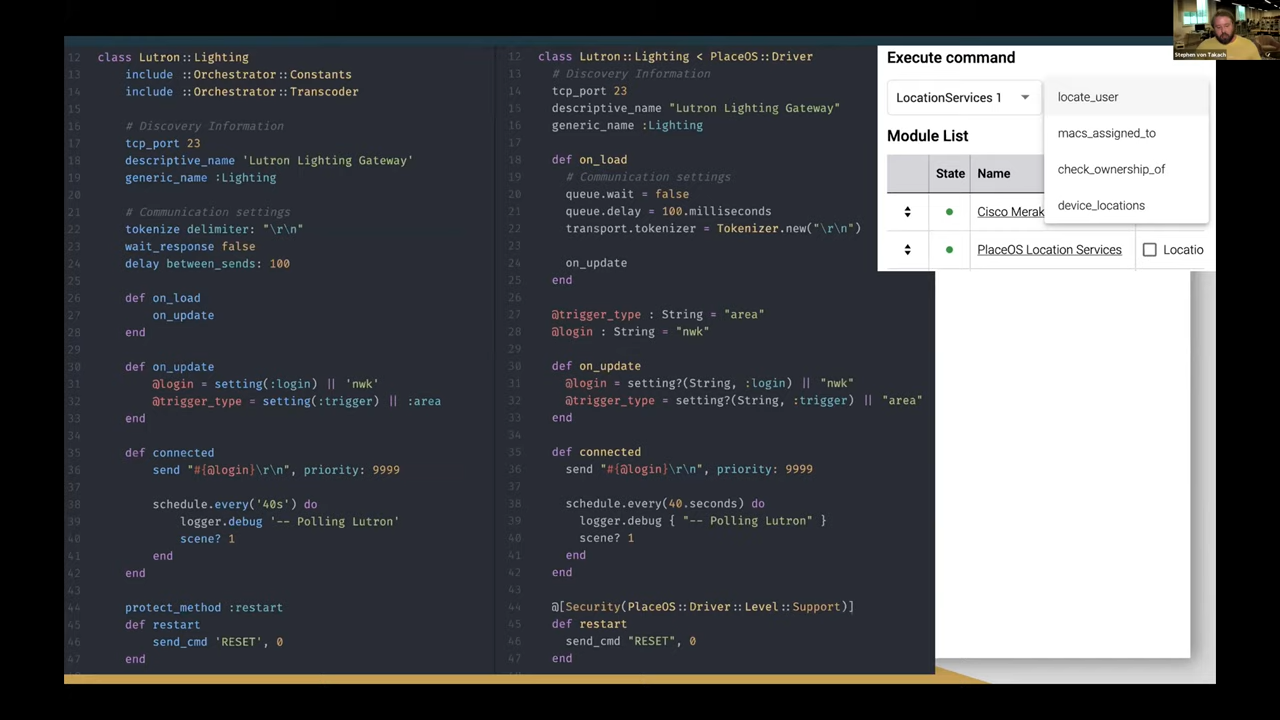 12 class Lutron::Lighting
13 include ::Orchestrator::Constants
14 include ::Orchestrator::Transcoder
15
16 # Discovery Information
17 tcp_port 23
18 descriptive_name 'Lutron Lighting Gateway'
19 generic_name :Lighting
20
21 # Communication settings
22 tokenize delimiter: "\r\n"
23 wait_response false
24 delay between_sends: 100
25
26 def on_load
27 on_update
28 end
29
30 def on_update
31 @login = setting(:login) || 'nwk'
32 @trigger_type = setting(:trigger) || :area
33 end
34
35 def connected
36 send "#{@login}\r\n", priority: 9999
37
38 schedule.every('40s') do
39 logger.debug '-- Polling Lutron'
40 scene? 1
41 end
42 end
43
44 protect_method :restart
45 def restart
46 send_cmd 'RESET', 0
47 end
12 class Lutron::Lighting < PlaceOS::Driver
13 # Discovery Information
14 tcp_port 23
15 descriptive_name "Lutron Lighting Gateway"
16 generic_name :Lighting
17
18 def on_load
19 # Communication settings
20 queue.wait = false
21 queue.delay = 100.milliseconds
22 transport.tokenizer = Tokenizer.new("\r\n")
23
24 on_update
25 end
26
27 @trigger_type : String = "area"
28 @login : String = "nwk"
29
30 def on_update
31 @login = setting?(String, :login) || "nwk"
32 @trigger_type = setting?(String, :trigger) || "area"
33 end
34
35 def connected
36 send "#{@login}\r\n", priority: 9999
37
38 schedule.every(40.seconds) do
39 logger.debug { "-- Polling Lutron" }
40 scene? 1
41 end
42 end
43
44 @[Security(PlaceOS::Driver::Level::Support)]
45 def restart
46 send_cmd "RESET", 0
47 end
Execute command
LocationServices 1
locate_user
macs_assigned_to
check_ownership_of
device_locations
Module List
State Name
Cisco Merak
PlaceOS Location Services Locatio
Stephen von Takach